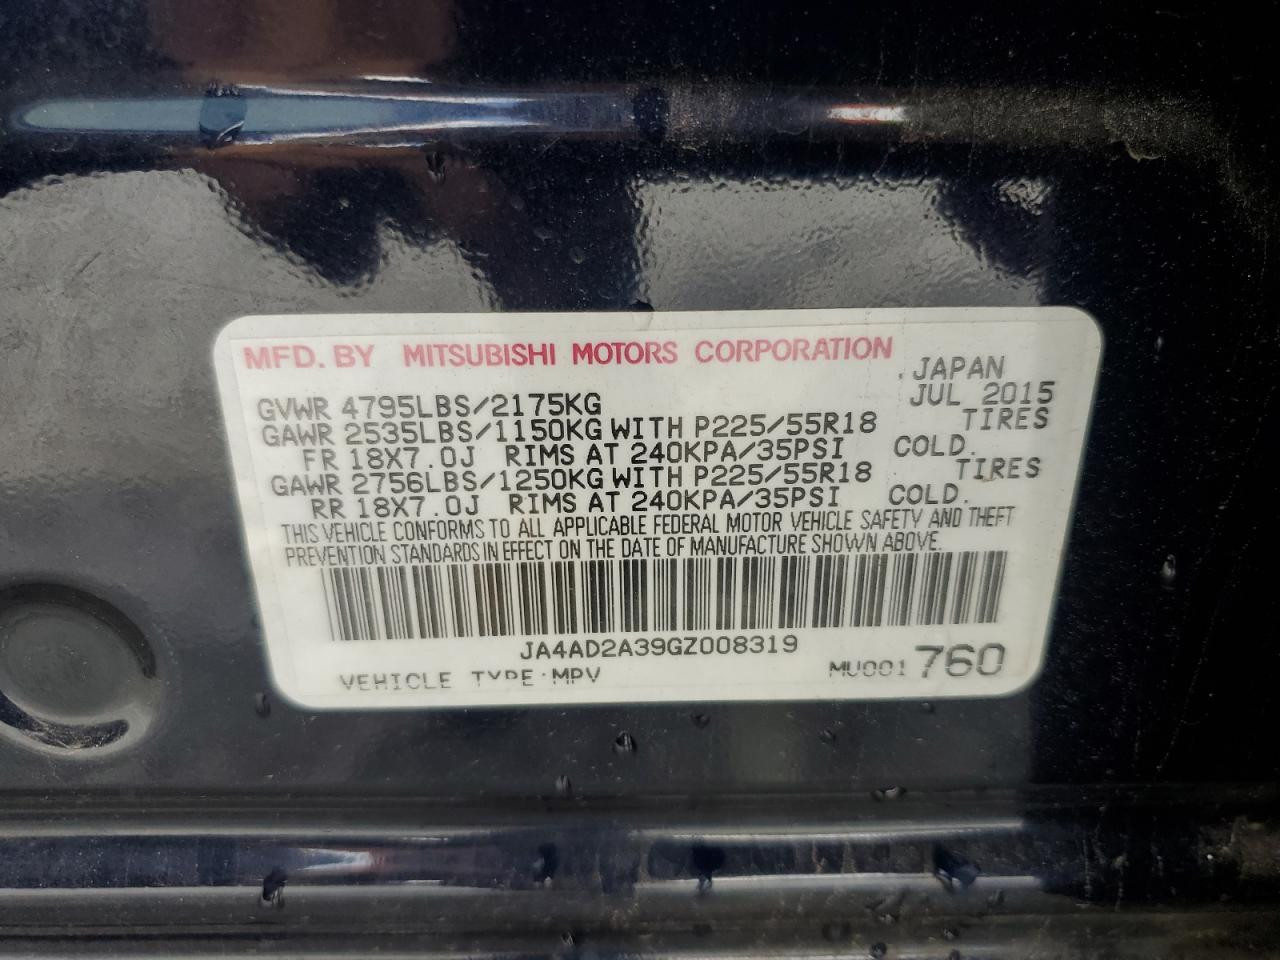 MFD. BY MITSUBISHI MOTORS CORPORATION
JAPAN
GVWR 4795LBS/2175KG JUL 2015
GAWR 2535LBS/1150KG WITH P225/55R18 TIRES
FR 18X7.0J RIMS AT 240KPA/35PSI COLD.
GAWR 2756LBS/1250KG WITH P225/55R18 TIRES
RR 18X7.0J RIMS AT 240KPA/35PSI COLD.
THIS VEHICLE CONFORMS TO ALL APPLICABLE FEDERAL MOTOR VEHICLE SAFETY AND THEFT
PREVENTION STANDARDS IN EFFECT ON THE DATE OF MANUFACTURE SHOWN ABOVE.
JA4AD2A39GZ008319
VEHICLE TYPE:MPV MU001 760